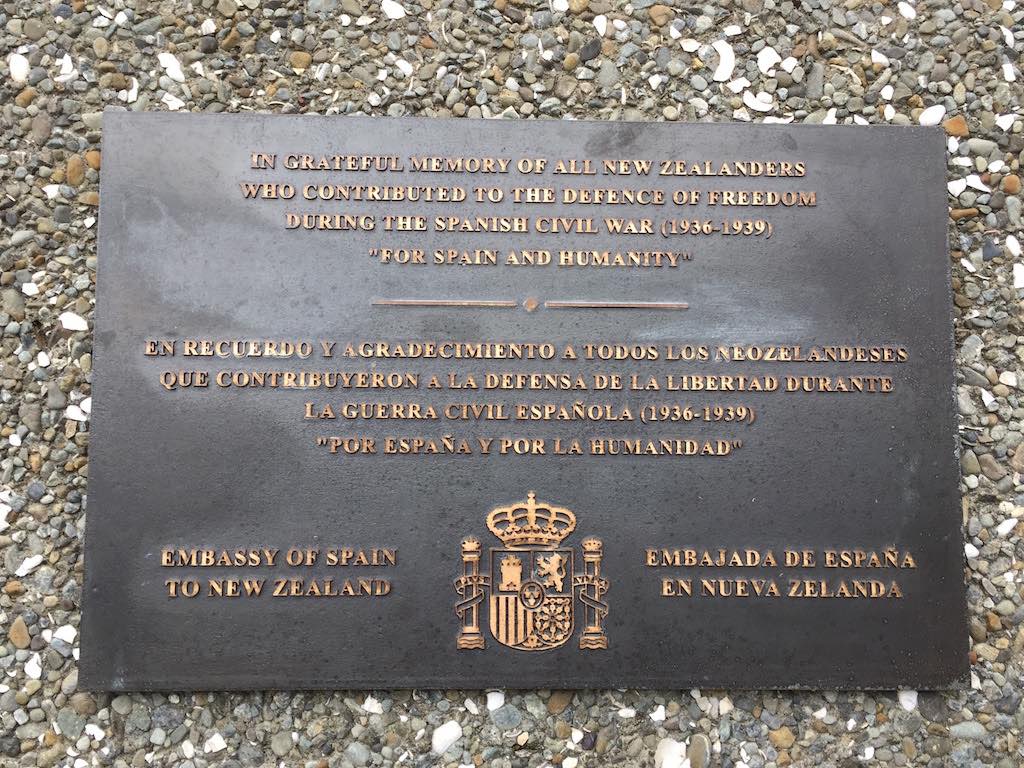 IN GRATEFUL MEMORY OF ALL NEW ZEALANDERS
WHO CONTRIBUTED TO THE DEFENCE OF FREEDOM
DURING THE SPANISH CIVIL WAR (1936-1939)
"FOR SPAIN AND HUMANITY"
EN RECUERDO Y AGRADECIMIENTO A TODOS LOS NEOZELANDESES
QUE CONTRIBUYERON A LA DEFENSA DE LA LIBERTAD DURANTE
LA GUERRA CIVIL ESPAÑOLA (1936-1939)
"POR ESPAÑA Y POR LA HUMANIDAD"
EMBASSY OF SPAIN
TO NEW ZEALAND
EMBAJADA DE ESPAÑA
EN NUEVA ZELANDA